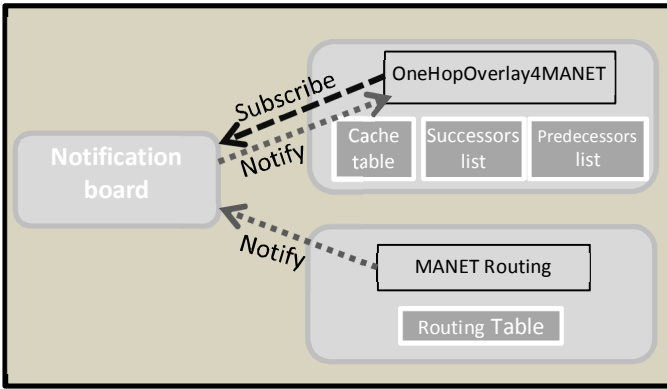 OneHopOverlay4MANET
Subscribe
Notify
Cache
table
Successors
list
Predecessors
list
Notification
board
Notify
MANET Routing
Routing Table